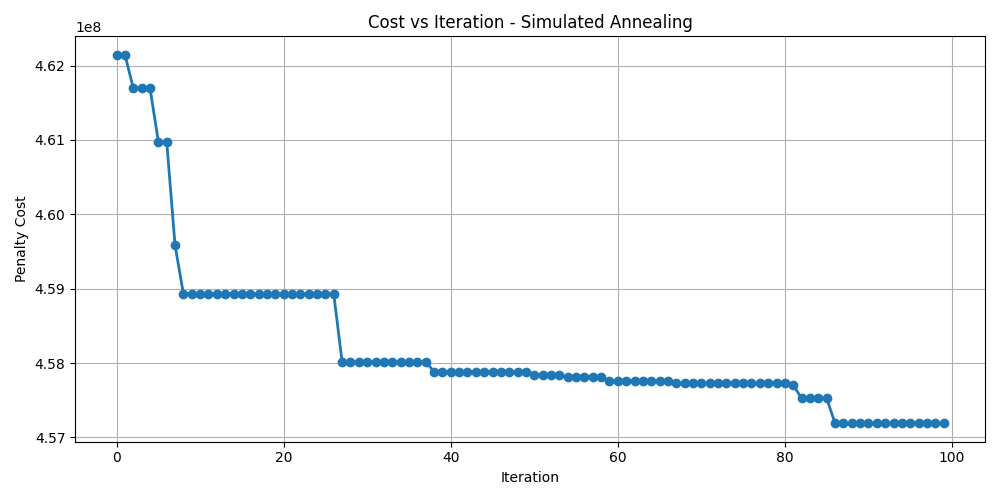 Cost vs Iteration - Simulated Annealing
1e8
4.62
4.61
4.60
4.59
4.58
4.57
Penalty Cost
0 20 40 60 80 100
Iteration